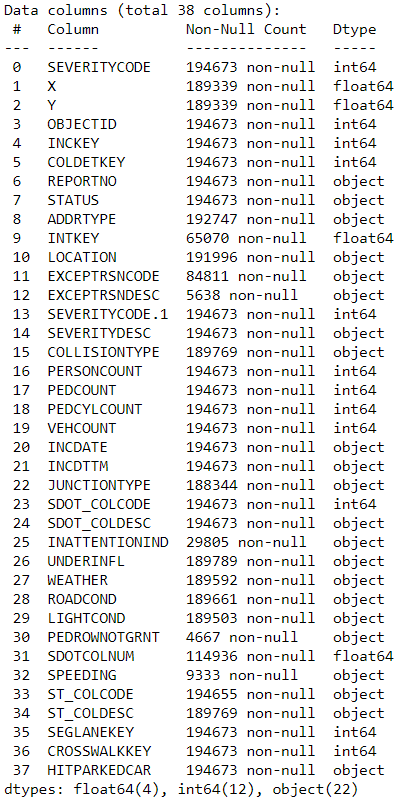 Data columns (total 38 columns):
 #   Column          Non-Null Count   Dtype
---  ------          --------------   -----
 0   SEVERITYCODE    194673 non-null  int64
 1   X               189339 non-null  float64
 2   Y               189339 non-null  float64
 3   OBJECTID        194673 non-null  int64
 4   INCKEY          194673 non-null  int64
 5   COLDETKEY       194673 non-null  int64
 6   REPORTNO        194673 non-null  object
 7   STATUS          194673 non-null  object
 8   ADDRTYPE        192747 non-null  object
 9   INTKEY          65070 non-null   float64
 10  LOCATION        191996 non-null  object
 11  EXCEPTRSNCODE   84811 non-null   object
 12  EXCEPTRSNDESC   5638 non-null    object
 13  SEVERITYCODE.1  194673 non-null  int64
 14  SEVERITYDESC    194673 non-null  object
 15  COLLISIONTYPE   189769 non-null  object
 16  PERSONCOUNT     194673 non-null  int64
 17  PEDCOUNT        194673 non-null  int64
 18  PEDCYLCOUNT     194673 non-null  int64
 19  VEHCOUNT        194673 non-null  int64
 20  INCDATE         194673 non-null  object
 21  INCDTTM         194673 non-null  object
 22  JUNCTIONTYPE    188344 non-null  object
 23  SDOT_COLCODE    194673 non-null  int64
 24  SDOT_COLDESC    194673 non-null  object
 25  INATTENTIONIND  29805 non-null   object
 26  UNDERINFL       189789 non-null  object
 27  WEATHER         189592 non-null  object
 28  ROADCOND        189661 non-null  object
 29  LIGHTCOND       189503 non-null  object
 30  PEDROWNOTGRNT   4667 non-null    object
 31  SDOTCOLNUM      114936 non-null  float64
 32  SPEEDING        9333 non-null    object
 33  ST_COLCODE      194655 non-null  object
 34  ST_COLDESC      189769 non-null  object
 35  SEGLANEKEY      194673 non-null  int64
 36  CROSSWALKKEY    194673 non-null  int64
 37  HITPARKEDCAR    194673 non-null  object
dtypes: float64(4), int64(12), object(22)